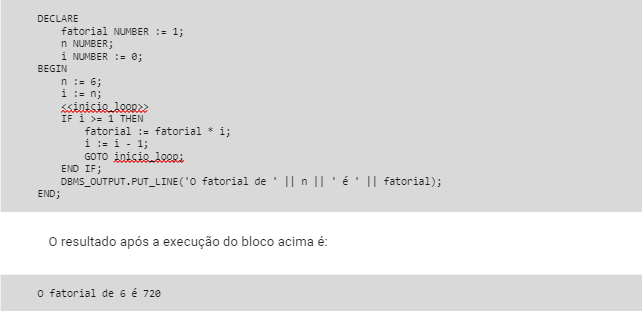 DECLARE
fatorial NUMBER := 1;
n NUMBER;
i NUMBER := 0;
BEGIN
n := 6;
i := n;
<<inicio_loop>>
IF i >= 1 THEN
fatorial := fatorial * i;
i := i - 1;
GOTO inicio_loop;
END IF;
DBMS_OUTPUT.PUT_LINE('O fatorial de ' || n || ' é ' || fatorial);
END;
O resultado após a execução do bloco acima é:
O fatorial de 6 é 720